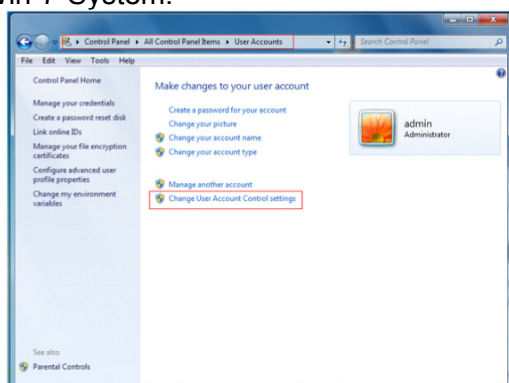 Win 7 System:
Control Panel ▸ All Control Panel Items ▸ User Accounts
Search Control Panel
File Edit View Tools Help
Control Panel Home
Manage your credentials
Create a password reset disk
Link online IDs
Manage your file encryption
certificates
Configure advanced user
profile properties
Change my environment
variables
See also
Parental Controls
Make changes to your user account
Create a password for your account
Change your picture
Change your account name
Change your account type
Manage another account
Change User Account Control settings
admin
Administrator